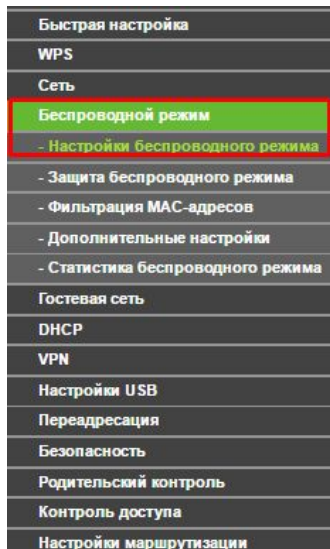 Быстрая настройка
WPS
Сеть
Беспроводной режим
- Настройки беспроводного режима
- Защита беспроводного режима
- Фильтрация MAC-адресов
- Дополнительные настройки
- Статистика беспроводного режима
Гостевая сеть
DHCP
VPN
Настройки USB
Переадресация
Безопасность
Родительский контроль
Контроль доступа
Настройки маршрутизации